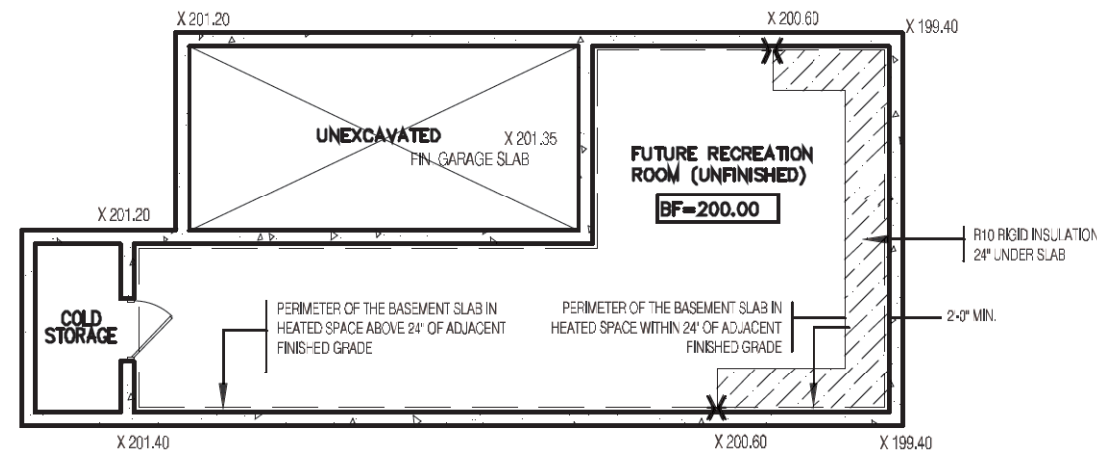 X 201.20
X 200.60
X 199.40
UNEXCAVATED
X 201.35
FIN. GARAGE SLAB
FUTURE RECREATION
ROOM (UNFINISHED)
BF=200.00
X 201.20
R10 RIGID INSULATION
24" UNDER SLAB
COLD
STORAGE
PERIMETER OF THE BASEMENT SLAB IN
HEATED SPACE ABOVE 24" OF ADJACENT
FINISHED GRADE
PERIMETER OF THE BASEMENT SLAB IN
HEATED SPACE WITHIN 24" OF ADJACENT
FINISHED GRADE
2'-0" MIN.
X 201.40
X 200.60
X 199.40